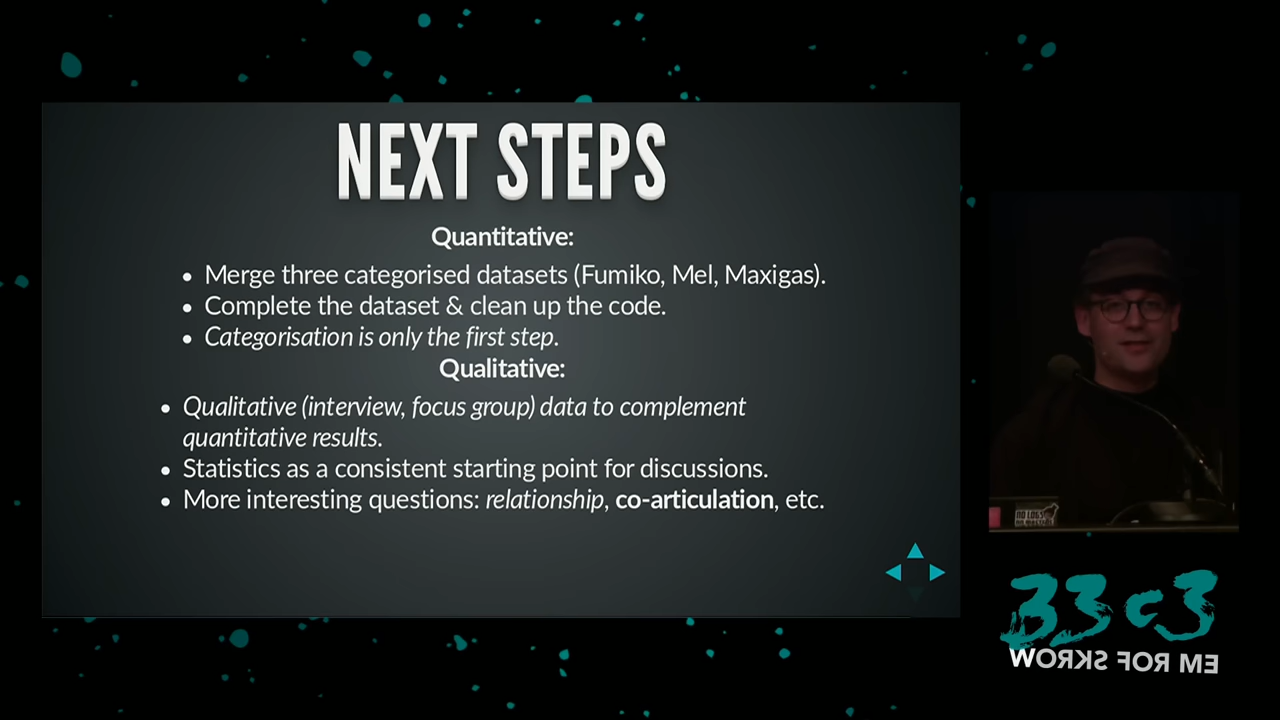 NEXT STEPS
Quantitative:
• Merge three categorised datasets (Fumiko, Mel, Maxigas).
• Complete the dataset & clean up the code.
• Categorisation is only the first step.
Qualitative:
• Qualitative (interview, focus group) data to complement
quantitative results.
• Statistics as a consistent starting point for discussions.
• More interesting questions: relationship, co-articulation, etc.
33c3
WORKS FOR ME